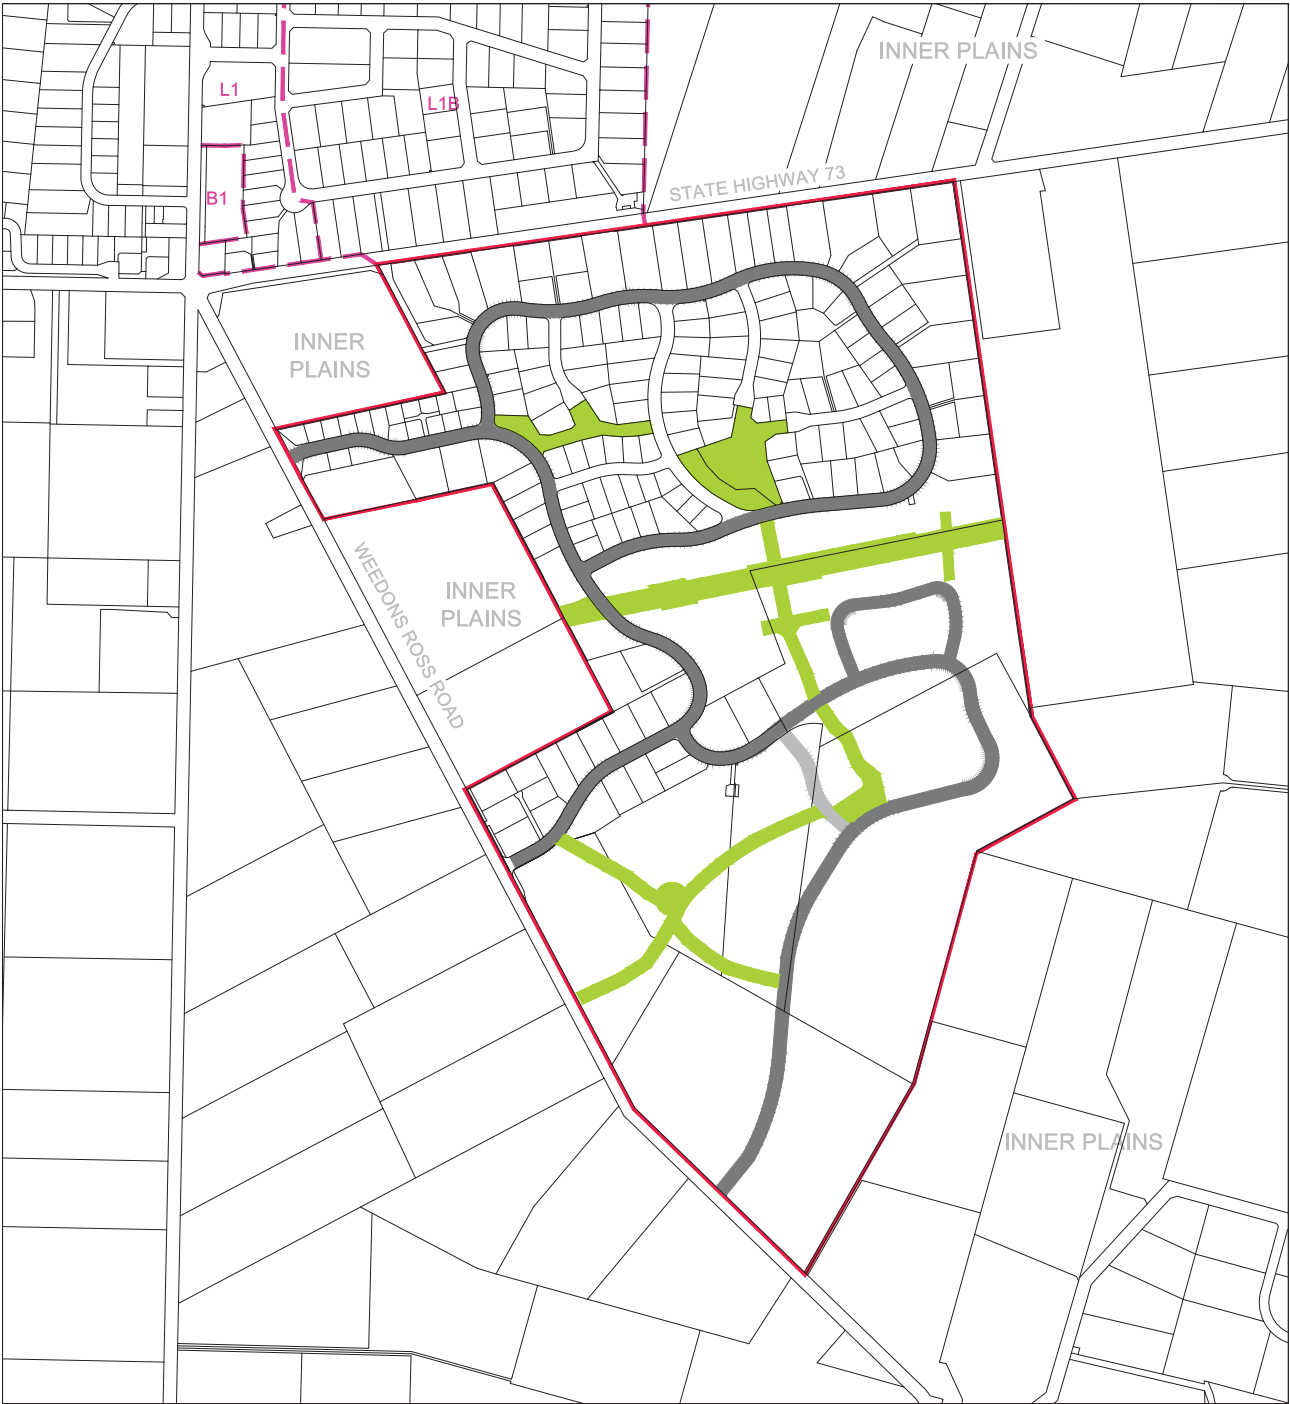 INNER PLAINS
L1
L1B
B1
STATE HIGHWAY 73
INNER
PLAINS
INNER
PLAINS
WEEDONS ROSS ROAD
INNER PLAINS